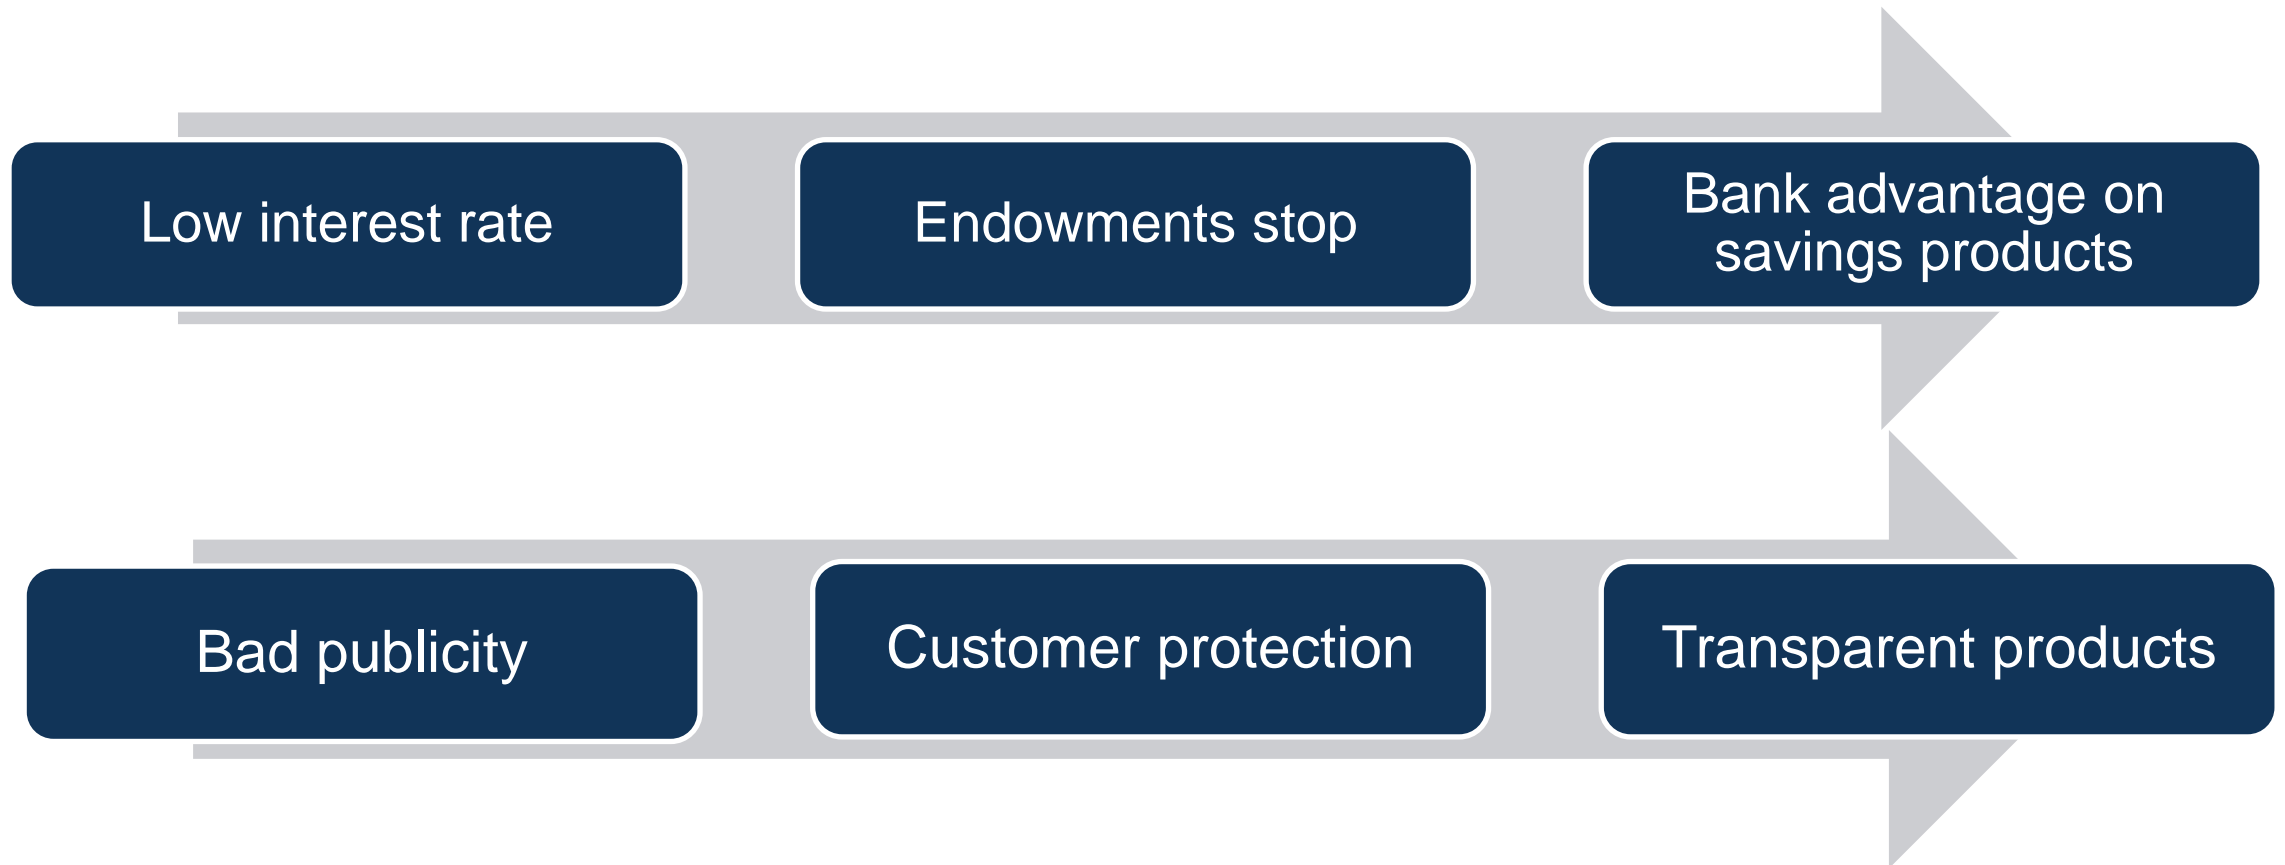 Low interest rate
Endowments stop
Bank advantage on
savings products
Bad publicity
Customer protection
Transparent products